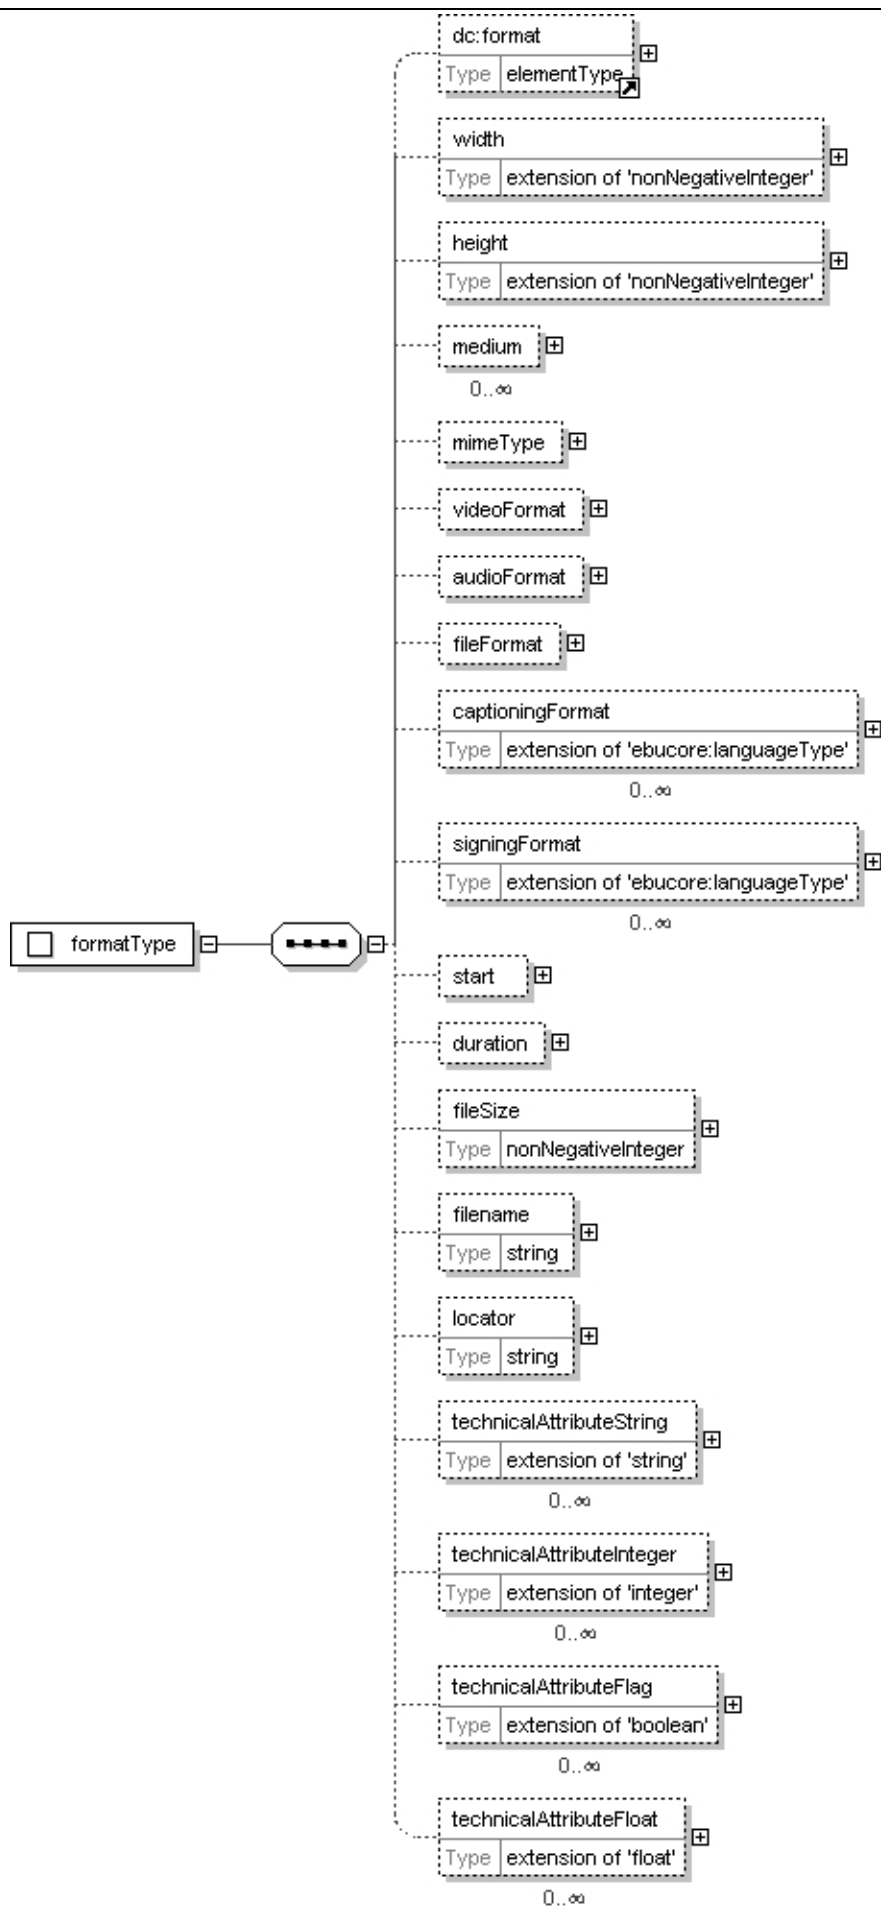 dc:format
Type elementType
width
Type extension of 'nonNegativeInteger'
height
Type extension of 'nonNegativeInteger'
medium
0..∞
mimeType
videoFormat
audioFormat
fileFormat
captioningFormat
Type extension of 'ebucore:languageType'
0..∞
signingFormat
Type extension of 'ebucore:languageType'
0..∞
formatType
start
duration
fileSize
Type nonNegativeInteger
filename
Type string
locator
Type string
technicalAttributeString
Type extension of 'string'
0..∞
technicalAttributeInteger
Type extension of 'integer'
0..∞
technicalAttributeFlag
Type extension of 'boolean'
0..∞
technicalAttributeFloat
Type extension of 'float'
0..∞